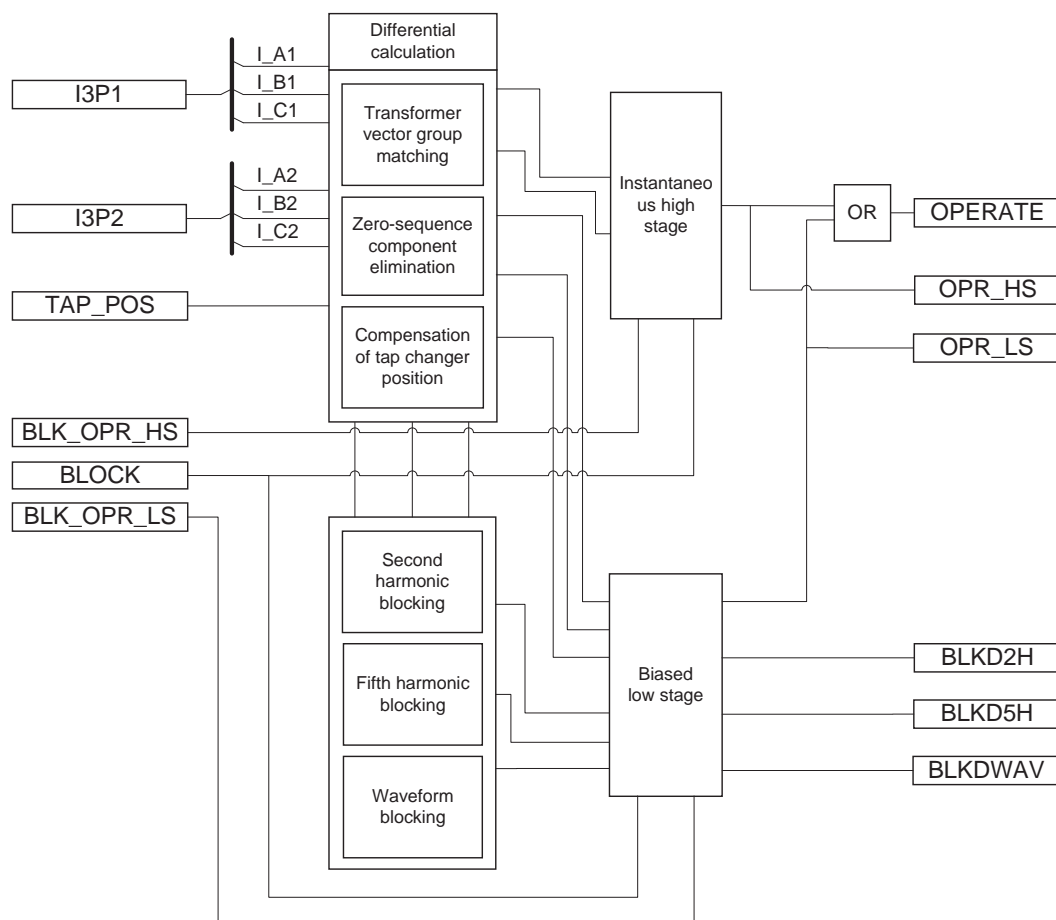 Differential
calculation
I_A1
I_B1
I_C1
I3P1
Transformer
vector group
matching
I_A2
I_B2
I_C2
I3P2
Zero-sequence
component
elimination
TAP_POS
Compensation
of tap changer
position
Instantaneo
us high
stage
OR
OPERATE
OPR_HS
OPR_LS
BLK_OPR_HS
BLOCK
BLK_OPR_LS
Second
harmonic
blocking
Fifth harmonic
blocking
Waveform
blocking
Biased
low stage
BLKD2H
BLKD5H
BLKDWAV